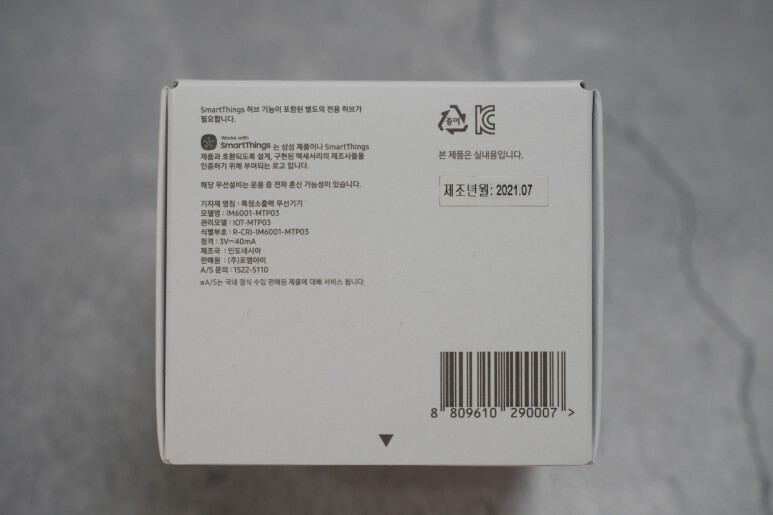 SmartThings 허브 기능이 포함된 별도의 전용 허브가
필요합니다.
Works with
SmartThings 는 삼성 제품이나 SmartThings
제품과 호환되도록 설계, 구현된 액세서리의 제조사들을
인증하기 위해 부여되는 로고 입니다.
해당 무선설비는 운용 중 전파 혼신 가능성이 있습니다.
기자재 명칭 : 특정소출력 무선기기
모델명 : IM6001-MTP03
관리모델 : IOT-MTP03
식별부호 : R-CRI-IM6001-MTP03
정격 : 3V⎓40mA
제조국 : 인도네시아
판매원 : (주)포엠아이
A/S 문의 : 1522-5110
※A/S는 국내 정식 수입 판매된 제품에 대해 서비스 됩니다.
종이
본 제품은 실내용입니다.
제조년월: 2021.07
8 809610 290007 >